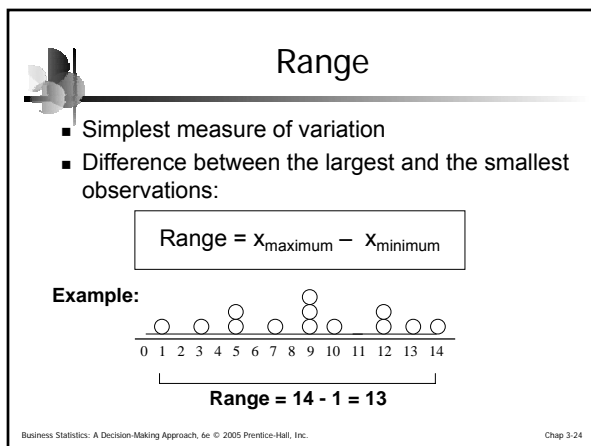 Range
■ Simplest measure of variation
■ Difference between the largest and the smallest
observations:
Range = xmaximum – xminimum
Example:
0 1 2 3 4 5 6 7 8 9 10 11 12 13 14
Range = 14 - 1 = 13
Business Statistics: A Decision-Making Approach, 6e © 2005 Prentice-Hall, Inc. Chap 3-24